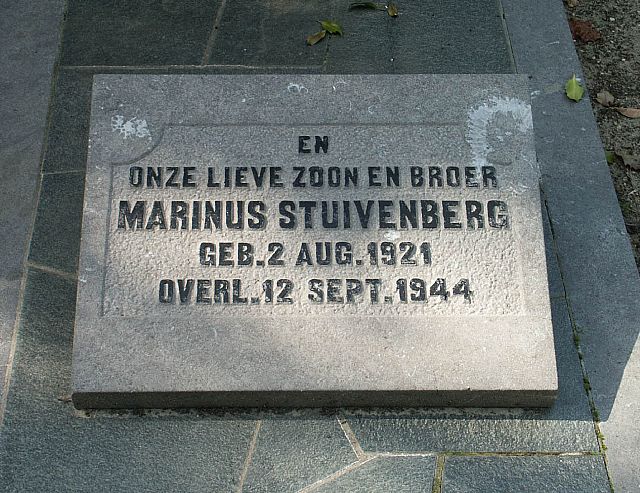 EN
ONZE LIEVE ZOON EN BROER
MARINUS STUIVENBERG
GEB. 2 AUG. 1921
OVERL. 12 SEPT. 1944